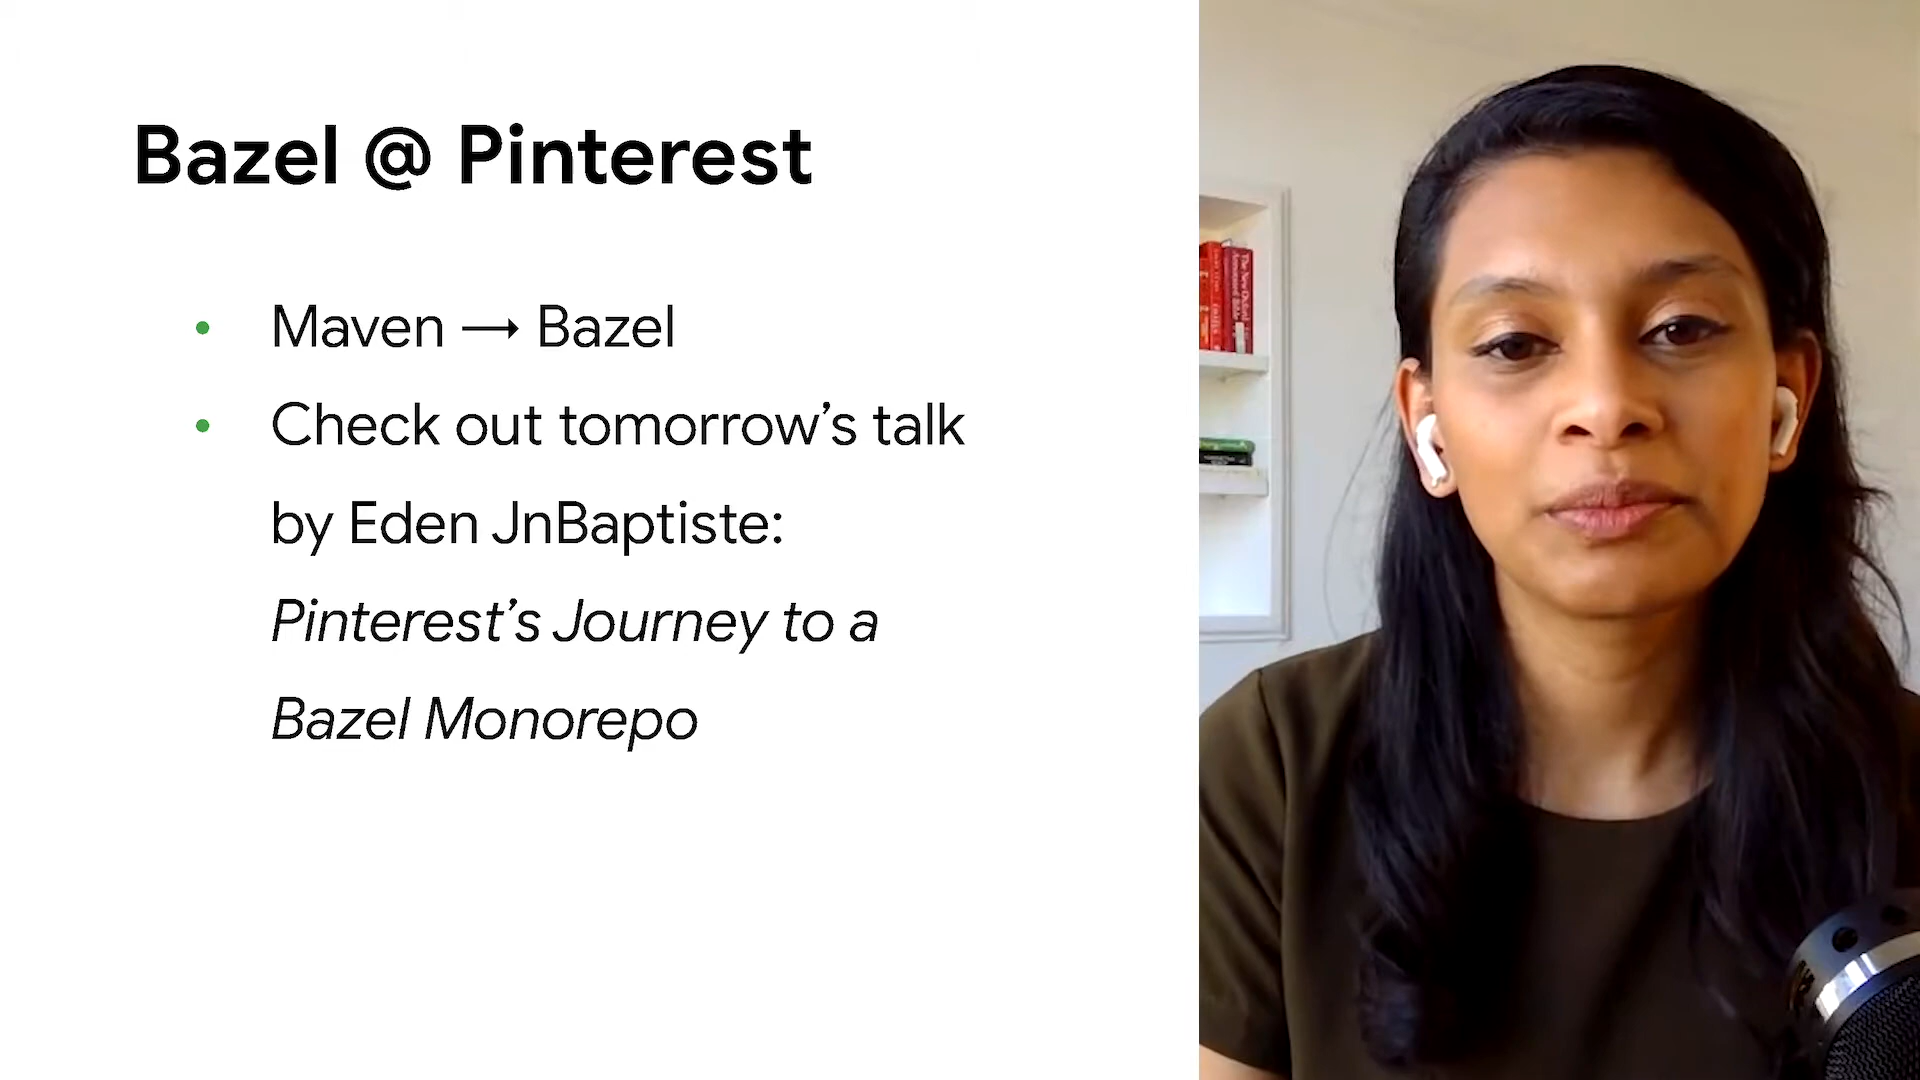 Bazel @ Pinterest
• Maven → Bazel
• Check out tomorrow’s talk
by Eden JnBaptiste:
Pinterest’s Journey to a
Bazel Monorepo